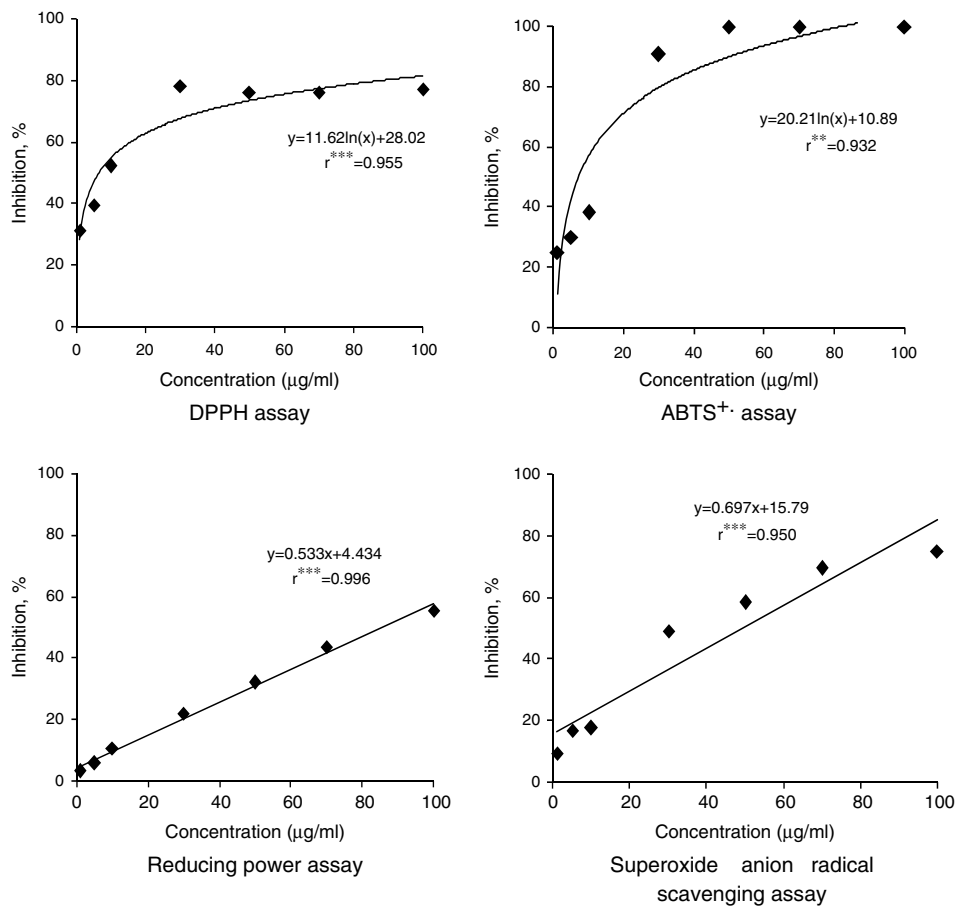 100
80
60
40
20
0
Inhibition, %
y=11.62ln(x)+28.02
r***=0.955
0 20 40 60 80 100
Concentration (μg/ml)
DPPH assay
100
80
60
40
20
0
Inhibition, %
y=20.21ln(x)+10.89
r**=0.932
0 20 40 60 80 100
Concentration (μg/ml)
ABTS+· assay
100
80
60
40
20
0
Inhibition, %
y=0.533x+4.434
r***=0.996
0 20 40 60 80 100
Concentration (μg/ml)
Reducing power assay
100
80
60
40
20
0
Inhibition, %
y=0.697x+15.79
r***=0.950
0 20 40 60 80 100
Concentration (μg/ml)
Superoxide anion radical
scavenging assay